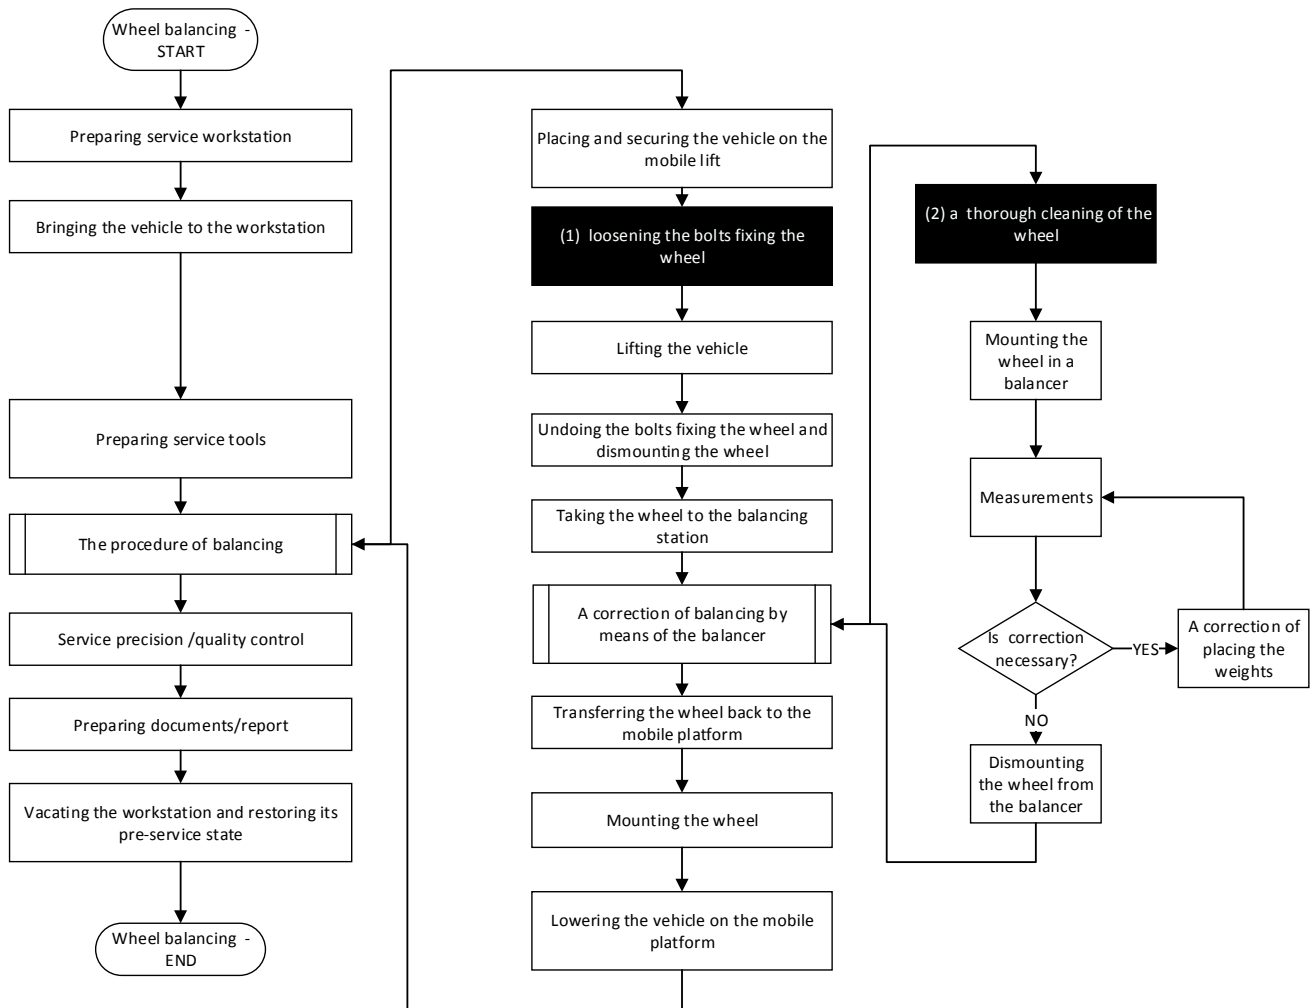 Wheel balancing -
START
Preparing service workstation
Bringing the vehicle to the workstation
Preparing service tools
The procedure of balancing
Service precision /quality control
Preparing documents/report
Vacating the workstation and restoring its
pre-service state
Wheel balancing -
END
Placing and securing the vehicle on the
mobile lift
(1) loosening the bolts fixing the
wheel
Lifting the vehicle
Undoing the bolts fixing the wheel and
dismounting the wheel
Taking the wheel to the balancing
station
A correction of balancing by
means of the balancer
Transferring the wheel back to the
mobile platform
Mounting the wheel
Lowering the vehicle on the mobile
platform
(2) a thorough cleaning of the
wheel
Mounting the
wheel in a
balancer
Measurements
Is correction
necessary?
YES
A correction of
placing the
weights
NO
Dismounting
the wheel from
the balancer